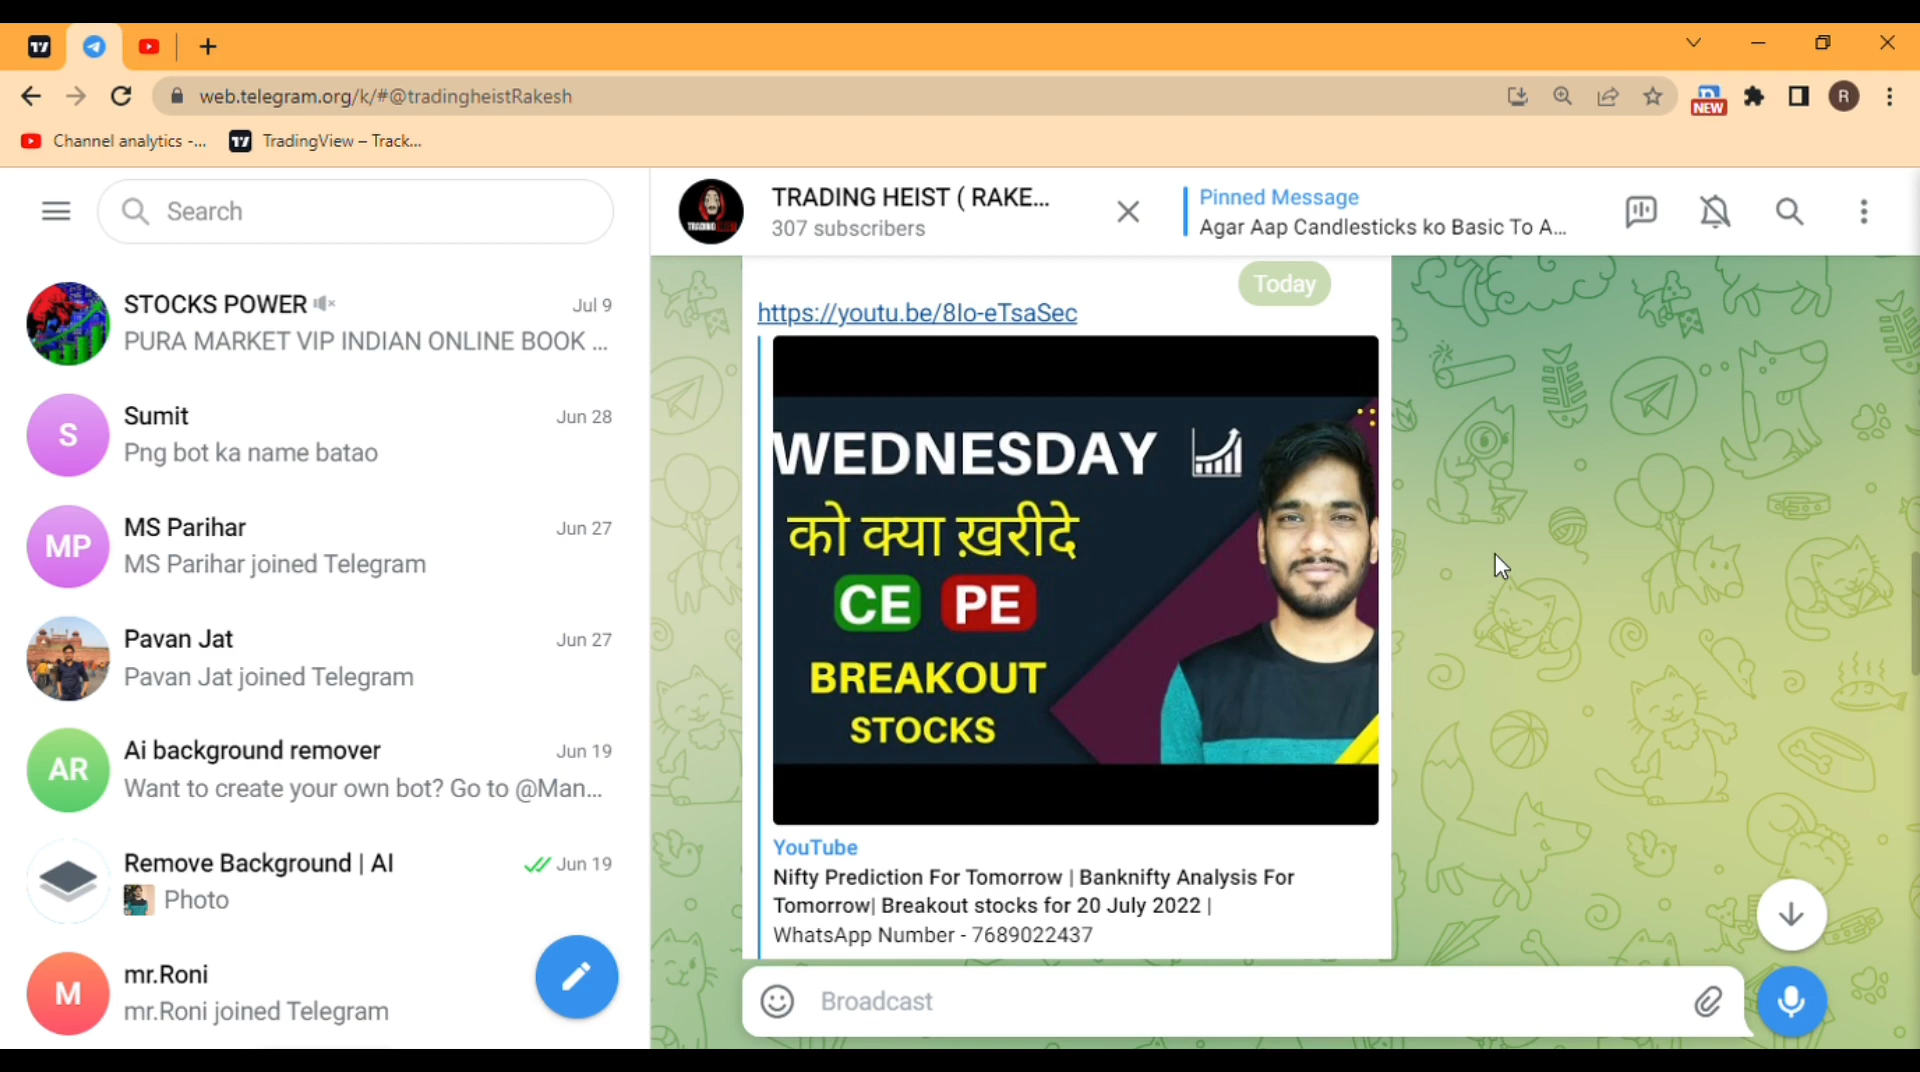 web.telegram.org/k/#@tradingheistRakesh
NEW
R
Channel analytics -...
TradingView – Track...
Search
TRADING HEIST ( RAKE...
307 subscribers
Pinned Message
Agar Aap Candlesticks ko Basic To A...
STOCKS POWER
Jul 9
PURA MARKET VIP INDIAN ONLINE BOOK ...
S
Sumit
Jun 28
Png bot ka name batao
MP
MS Parihar
Jun 27
MS Parihar joined Telegram
Pavan Jat
Jun 27
Pavan Jat joined Telegram
AR
Ai background remover
Jun 19
Want to create your own bot? Go to @Man...
Remove Background | AI
Jun 19
Photo
M
mr.Roni
mr.Roni joined Telegram
Today
https://youtu.be/8Io-eTsaSec
WEDNESDAY
को क्या ख़रीदे
CE PE
BREAKOUT
STOCKS
YouTube
Nifty Prediction For Tomorrow | Banknifty Analysis For
Tomorrow| Breakout stocks for 20 July 2022 |
WhatsApp Number - 7689022437
Broadcast